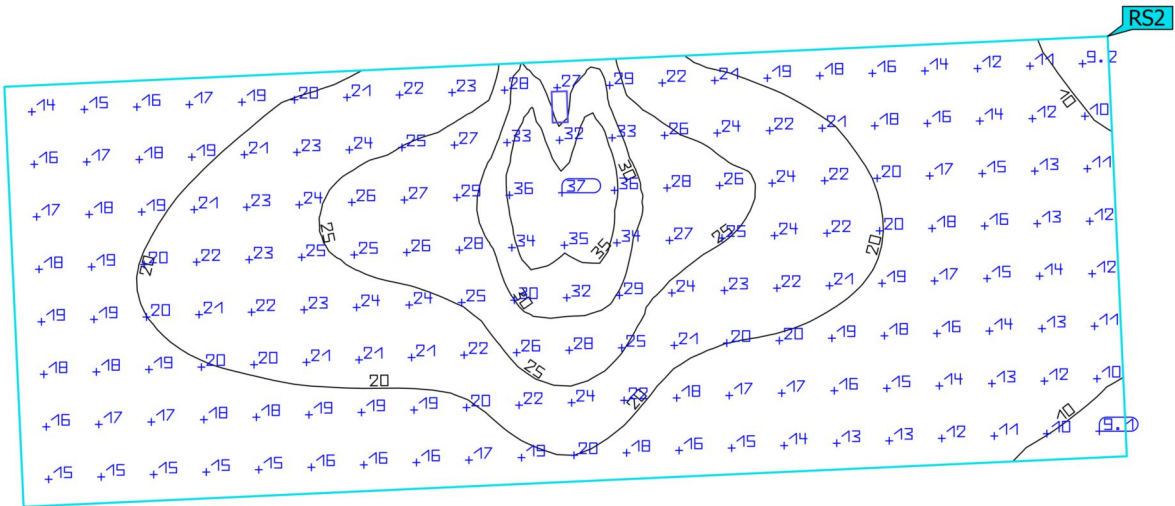 RS2
+14 +15 +16 +17 +19 +20 +21 +22 +23 +28 +27 +29 +22 +21 +19 +18 +16 +14 +12 +11 +9.2
10
+16 +17 +18 +19 +21 +23 +24 +25 +27 +33 +32 +33 +26 +24 +22 +21 +18 +16 +14 +12 +10
30
+17 +18 +19 +21 +23 +24 +26 +27 +29 +36 +37 +36 +28 +26 +24 +22 +20 +17 +15 +13 +11
25 35 25 20
+18 +19 +20 +22 +23 +25 +25 +26 +28 +34 +35 +34 +27 +25 +24 +22 +20 +18 +16 +13 +12
20
+19 +19 +20 +21 +22 +23 +24 +24 +25 +30 +32 +29 +24 +23 +22 +21 +19 +17 +15 +14 +12
30
+18 +18 +19 +20 +20 +21 +21 +21 +22 +26 +28 +25 +21 +20 +20 +19 +18 +16 +14 +13 +11
20 25 20
+16 +17 +17 +18 +18 +19 +19 +19 +20 +22 +24 +22 +18 +17 +17 +16 +15 +14 +13 +12 +10
10
+15 +15 +15 +15 +15 +16 +16 +16 +17 +19 +20 +18 +16 +15 +14 +13 +13 +12 +11 +10 +9.1